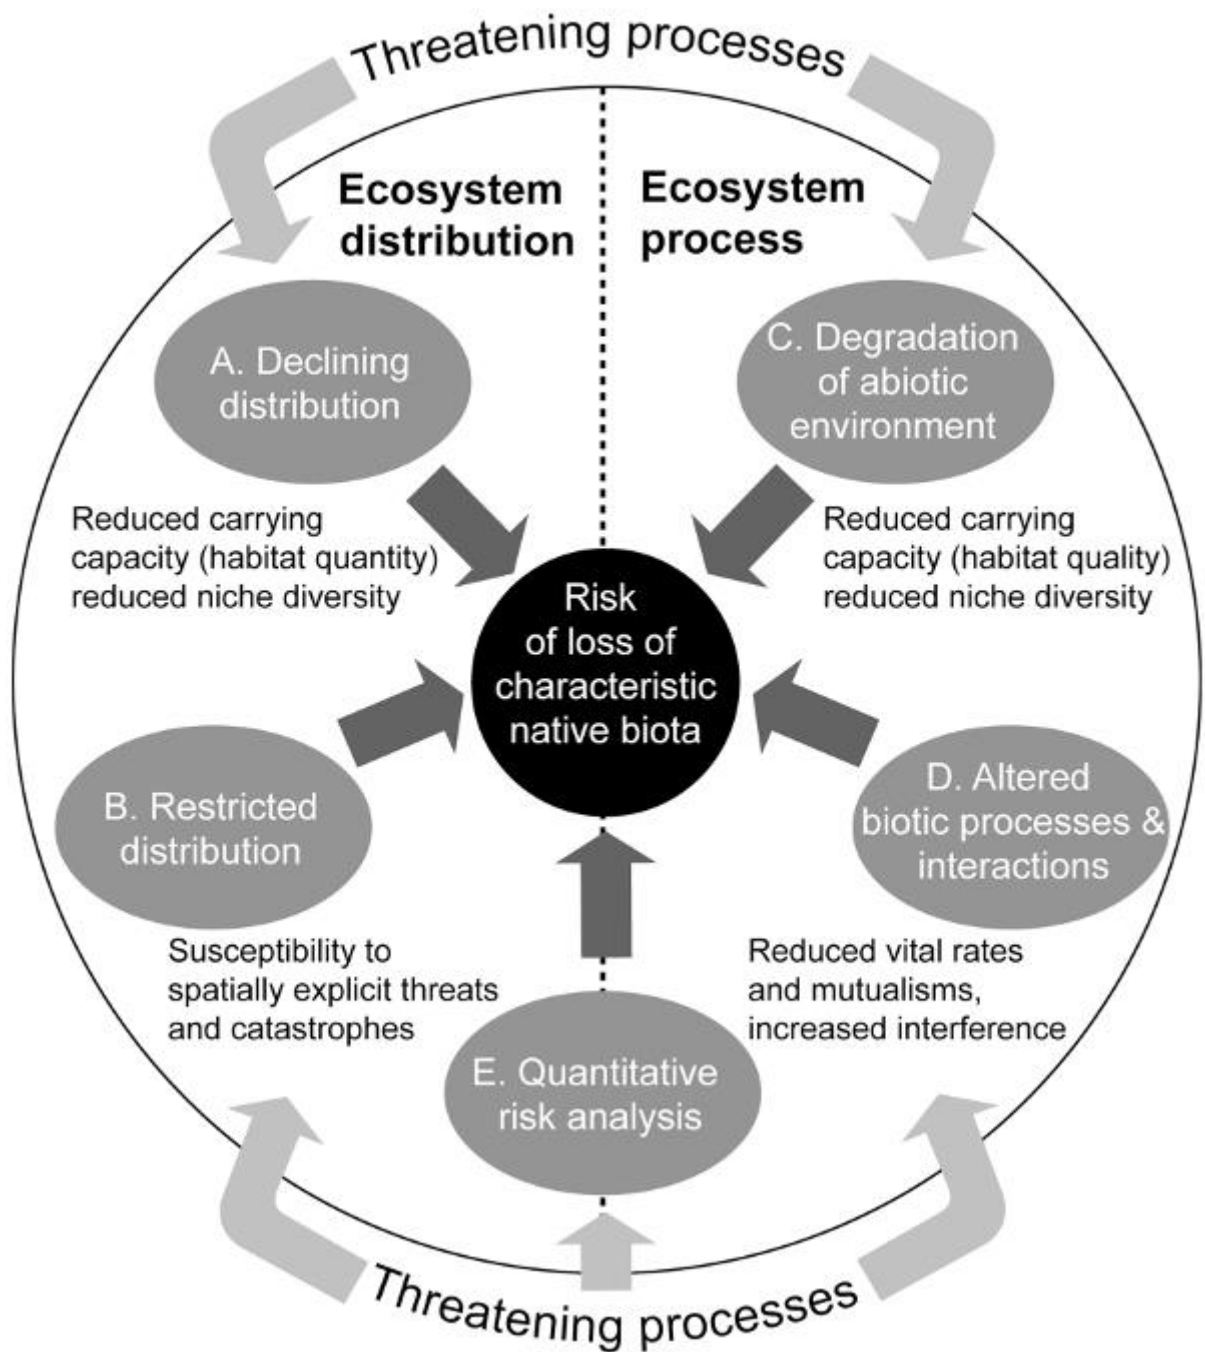 Threatening processes
Ecosystem
distribution
Ecosystem
process
A. Declining
distribution
C. Degradation
of abiotic
environment
Reduced carrying
capacity (habitat quantity)
reduced niche diversity
Reduced carrying
capacity (habitat quality)
reduced niche diversity
Risk
of loss of
characteristic
native biota
B. Restricted
distribution
D. Altered
biotic processes &
interactions
Susceptibility to
spatially explicit threats
and catastrophes
Reduced vital rates
and mutualisms,
increased interference
E. Quantitative
risk analysis
Threatening processes